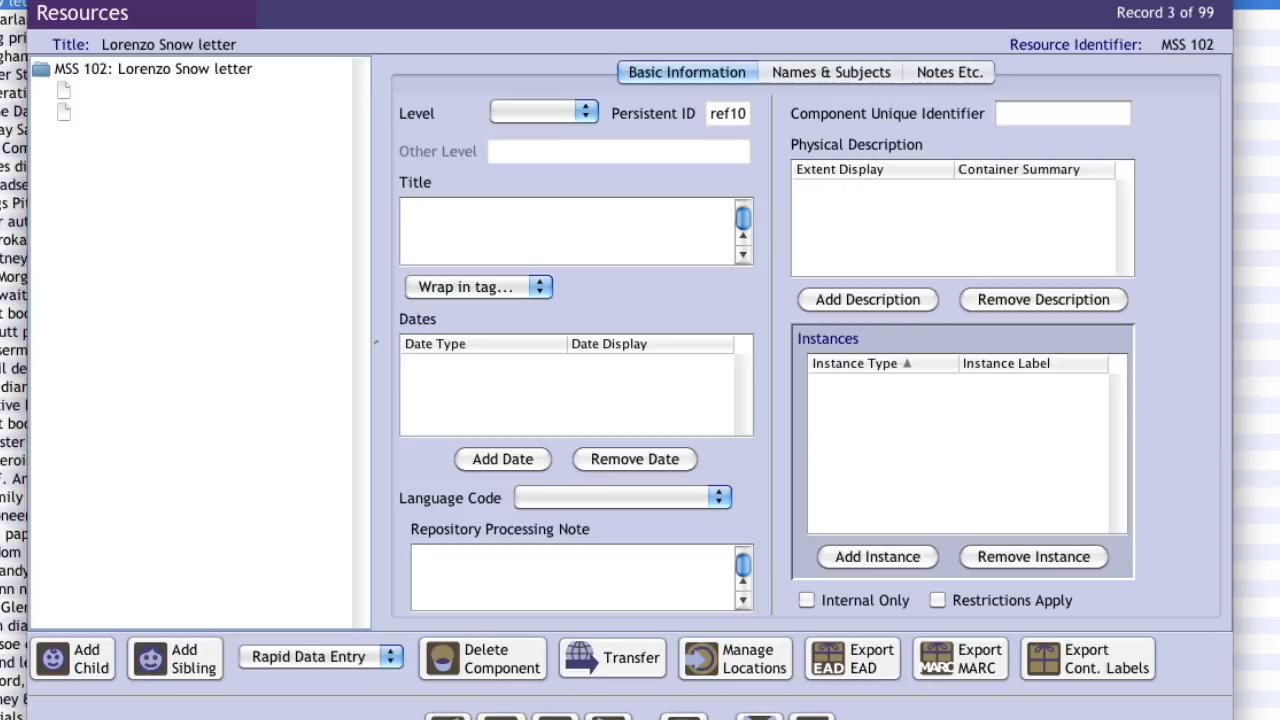 Resources
Record 3 of 99
Title: Lorenzo Snow letter
Resource Identifier: MSS 102
MSS 102: Lorenzo Snow letter
Basic Information
Names & Subjects
Notes Etc.
Level
Persistent ID ref10
Other Level
Title
Wrap in tag...
Dates
Date Type
Date Display
Add Date
Remove Date
Language Code
Repository Processing Note
Component Unique Identifier
Physical Description
Extent Display
Container Summary
Add Description
Remove Description
Instances
Instance Type
Instance Label
Add Instance
Remove Instance
Internal Only
Restrictions Apply
Add Child
Add Sibling
Rapid Data Entry
Delete Component
Transfer
Manage Locations
EAD
Export EAD
MARC
Export MARC
Export Cont. Labels